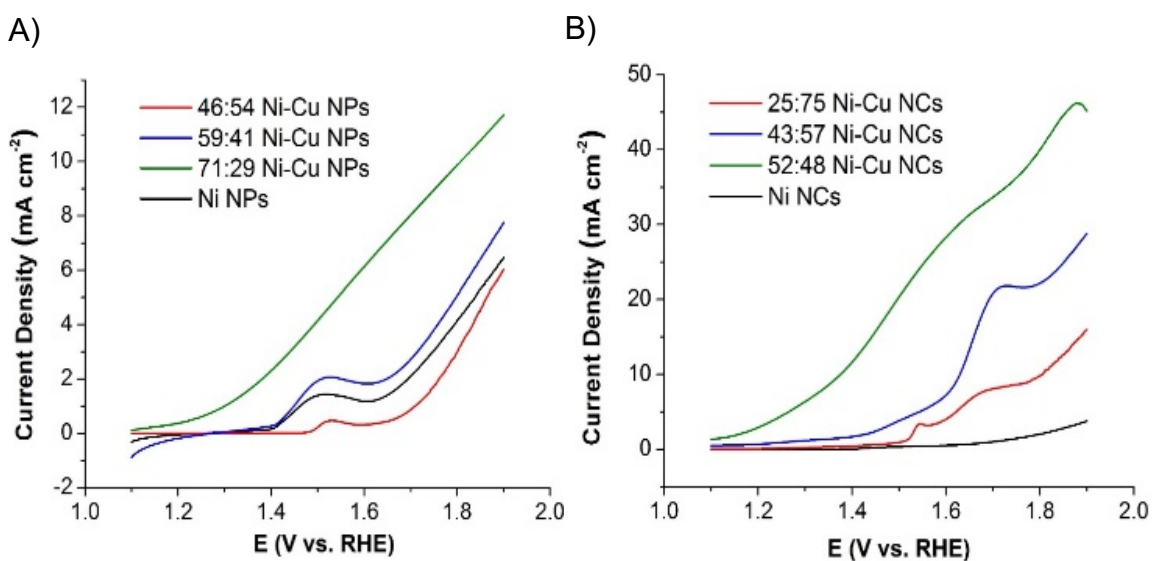 A)
12
10
8
6
4
2
0
-2
1.0
1.2
1.4
1.6
1.8
2.0
Current Density (mA cm⁻²)
E (V vs. RHE)
46:54 Ni-Cu NPs
59:41 Ni-Cu NPs
71:29 Ni-Cu NPs
Ni NPs
B)
50
40
30
20
10
0
1.0
1.2
1.4
1.6
1.8
2.0
Current Density (mA cm⁻²)
E (V vs. RHE)
25:75 Ni-Cu NCs
43:57 Ni-Cu NCs
52:48 Ni-Cu NCs
Ni NCs